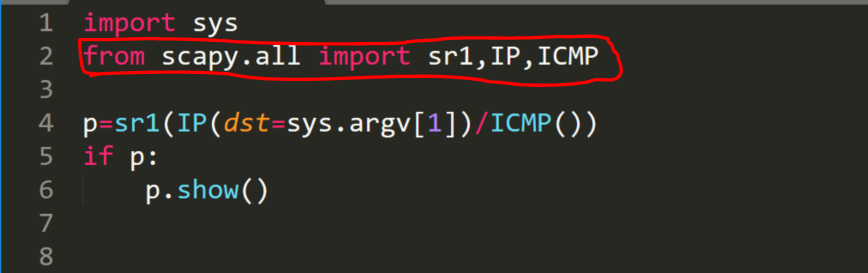 1 import sys
2 from scapy.all import sr1,IP,ICMP
3
4 p=sr1(IP(dst=sys.argv[1])/ICMP())
5 if p:
6     p.show()
7
8